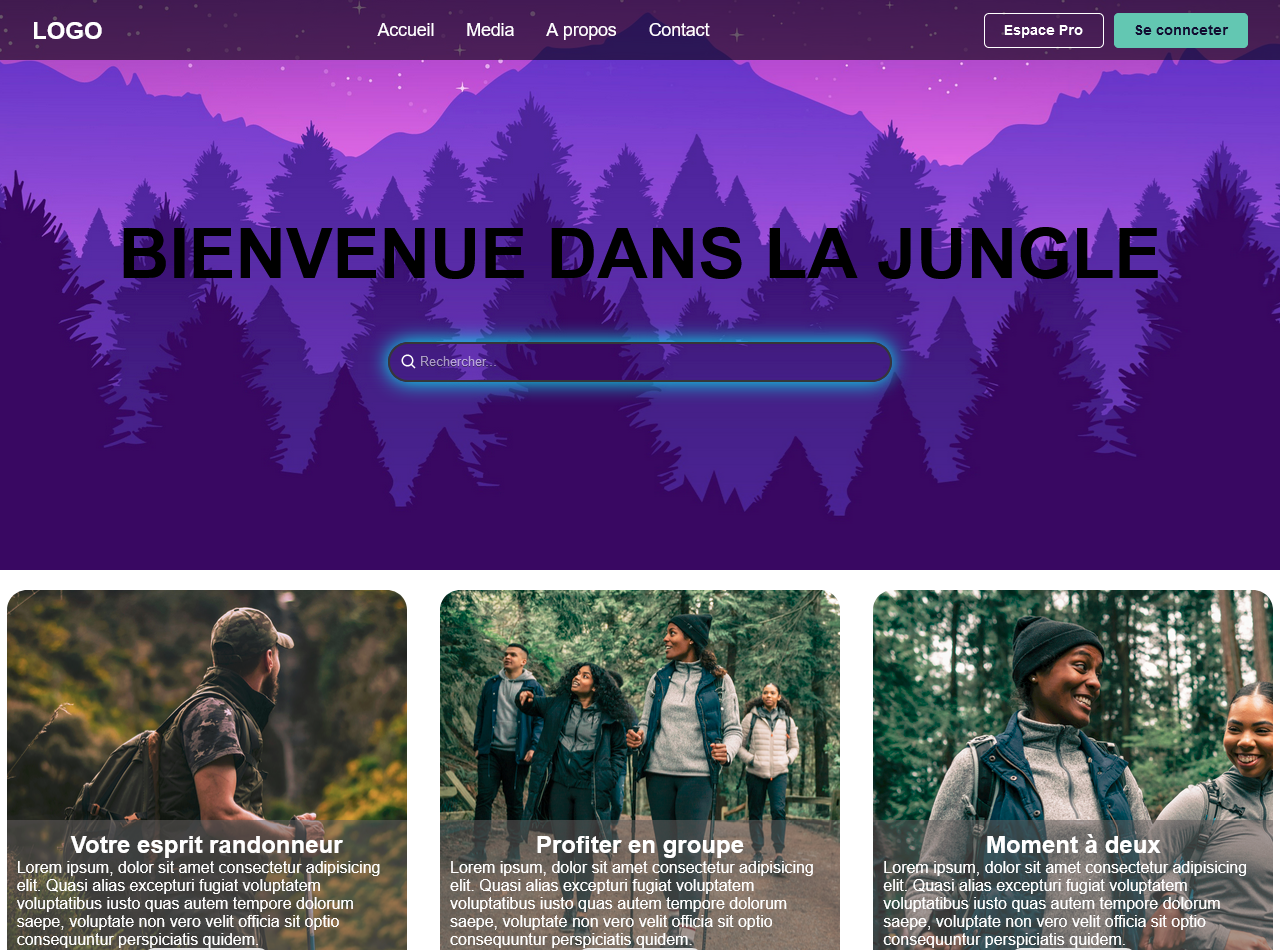 LOGO
Accueil
Media
A propos
Contact
Espace Pro
Se connceter
BIENVENUE DANS LA JUNGLE
Rechercher...
Votre esprit randonneur
Lorem ipsum, dolor sit amet consectetur adipisicing
elit. Quasi alias excepturi fugiat voluptatem
voluptatibus iusto quas autem tempore dolorum
saepe, voluptate non vero velit officia sit optio
consequuntur perspiciatis quidem.
Profiter en groupe
Lorem ipsum, dolor sit amet consectetur adipisicing
elit. Quasi alias excepturi fugiat voluptatem
voluptatibus iusto quas autem tempore dolorum
saepe, voluptate non vero velit officia sit optio
consequuntur perspiciatis quidem.
Moment à deux
Lorem ipsum, dolor sit amet consectetur adipisicing
elit. Quasi alias excepturi fugiat voluptatem
voluptatibus iusto quas autem tempore dolorum
saepe, voluptate non vero velit officia sit optio
consequuntur perspiciatis quidem.